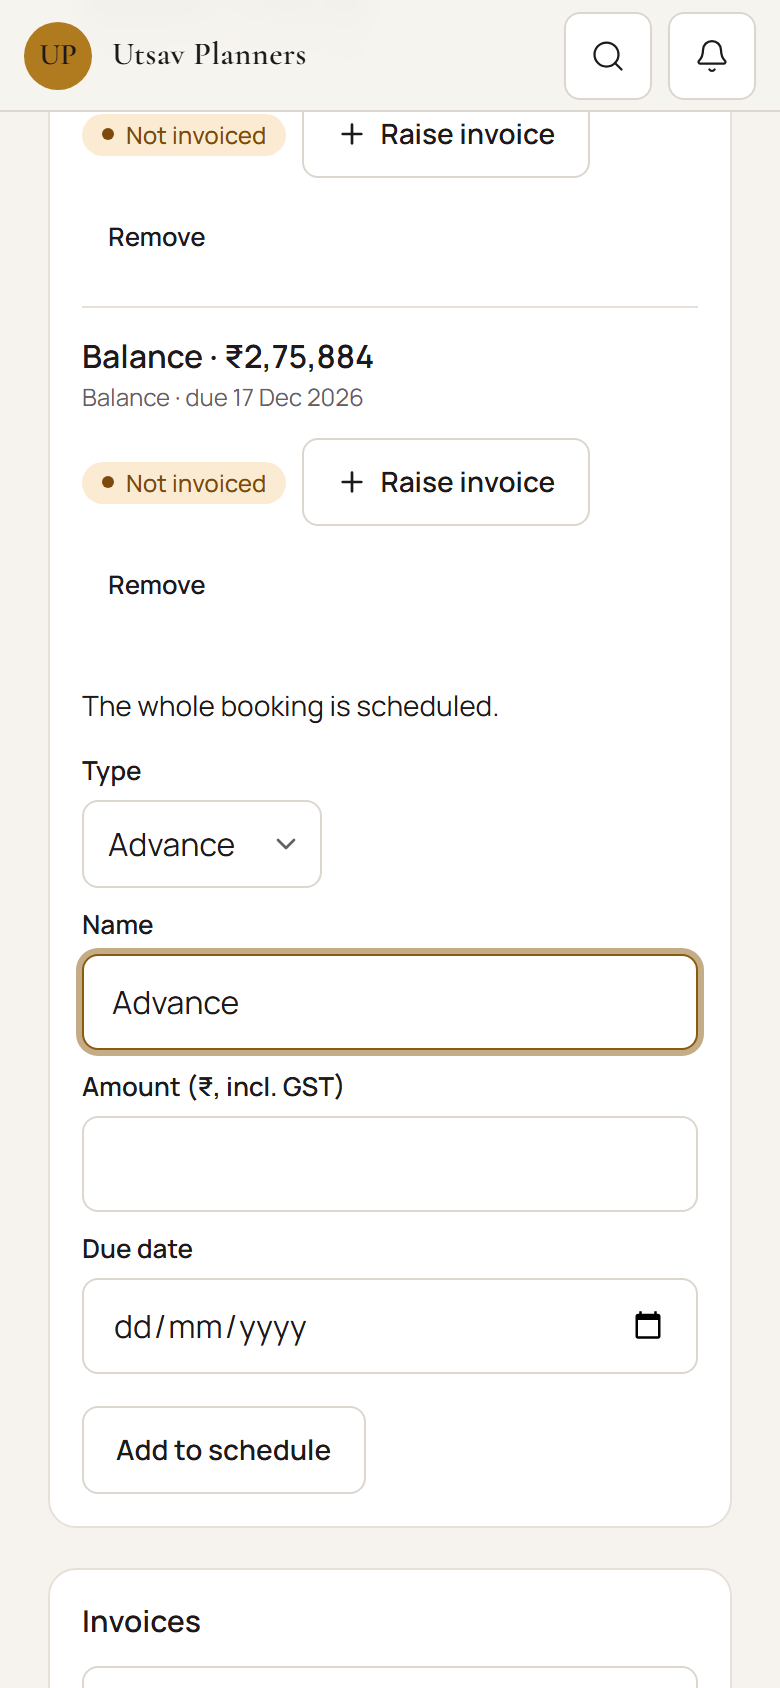 UP Utsav Planners
Not invoiced + Raise invoice
Remove
Balance · ₹2,75,884
Balance · due 17 Dec 2026
Not invoiced + Raise invoice
Remove
The whole booking is scheduled.
Type
Advance
Name
Advance
Amount (₹, incl. GST)
Due date
dd/mm/yyyy
Add to schedule
Invoices